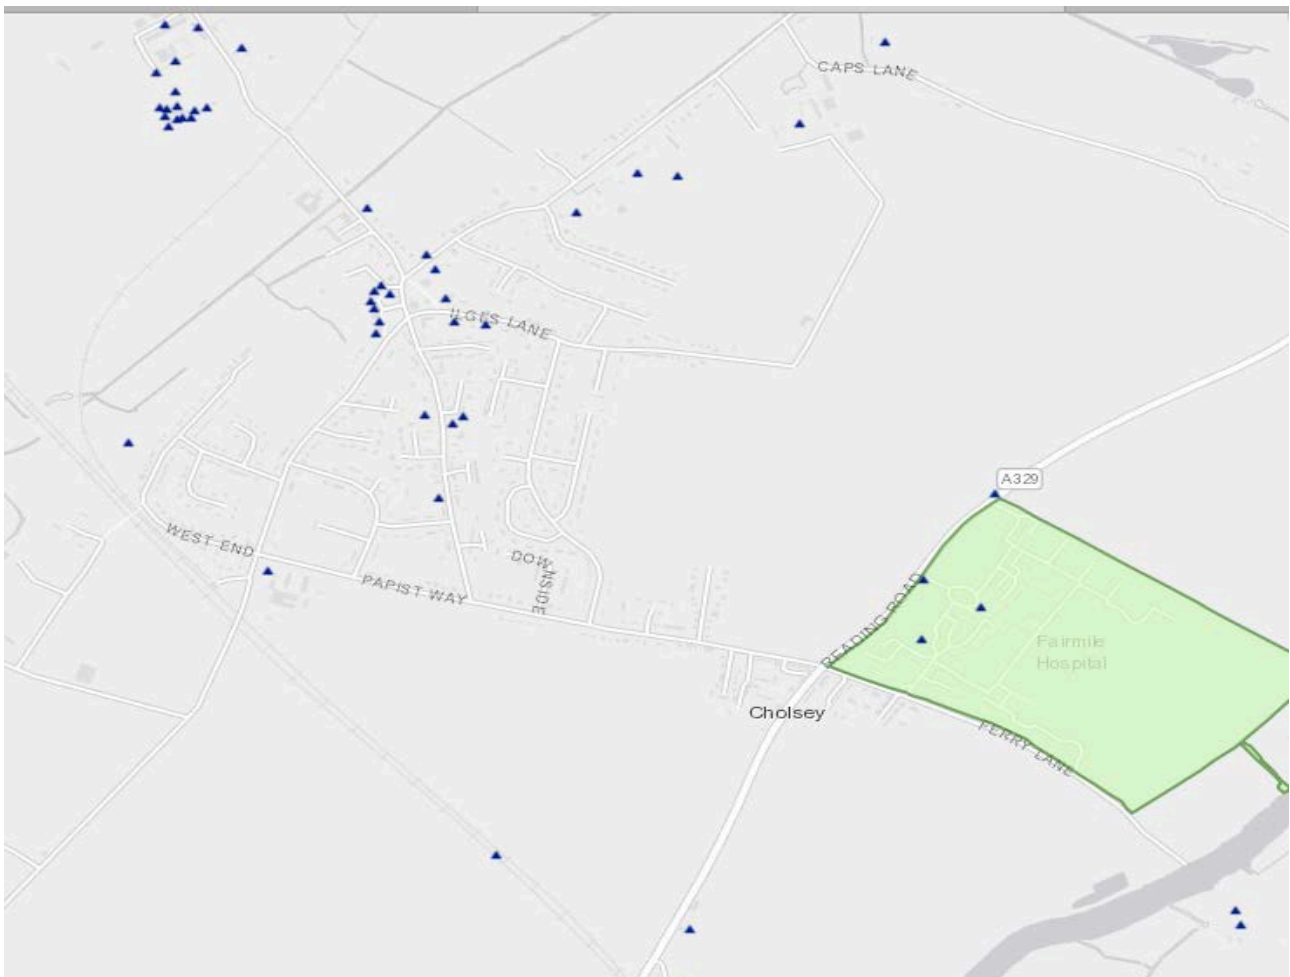 CAPS LANE
ILGES LANE
A329
WEST END
DOWNSIDE
PAPIST WAY
READING ROAD
Fairmile
Hospital
Cholsey
FERRY LANE